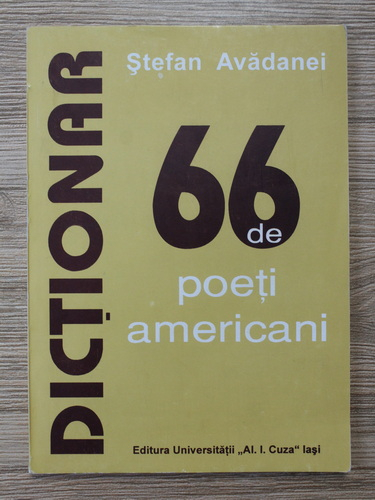 DICȚIONAR
Ștefan Avădanei
66
de
poeți
americani
Editura Universității „Al. I. Cuza“ Iași